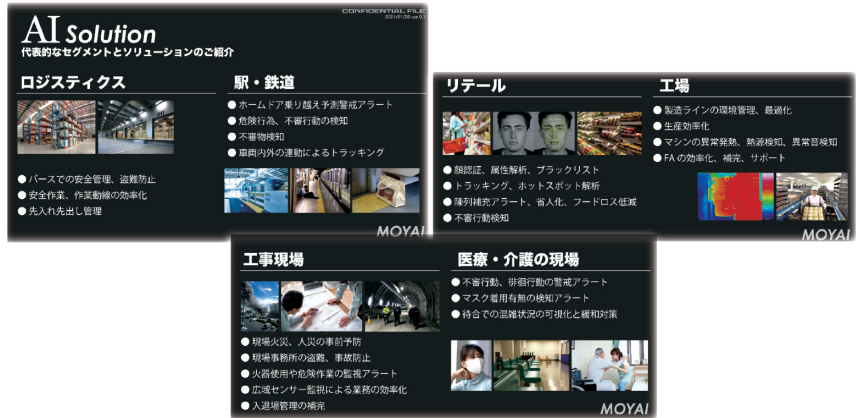 CONFIDENTIAL FILE
2021/01/28 ver.0.1
AI Solution
代表的なセグメントとソリューションのご紹介
ロジスティクス
● バースでの安全管理、盗難防止
● 安全作業、作業動線の効率化
● 先入れ先出し管理
駅・鉄道
● ホームドア乗り越え予測警戒アラート
● 危険行為、不審行動の検知
● 不審物検知
● 車両内外の連動によるトラッキング
MOYAI
リテール
● 顔認証、属性解析、ブラックリスト
● トラッキング、ホットスポット解析
● 陳列補充アラート、省人化、フードロス低減
● 不審行動検知
工場
● 製造ラインの環境管理、最適化
● 生産効率化
● マシンの異常発熱、熱源検知、異常音検知
● FAの効率化、補完、サポート
MOYAI
工事現場
● 現場火災、人災の事前予防
● 現場事務所の盗難、事故防止
● 火器使用や危険作業の監視アラート
● 広域センサー監視による業務の効率化
● 入退場管理の補完
医療・介護の現場
● 不審行動、徘徊行動の警戒アラート
● マスク着用有無の検知アラート
● 待合での混雑状況の可視化と緩和対策
MOYAI